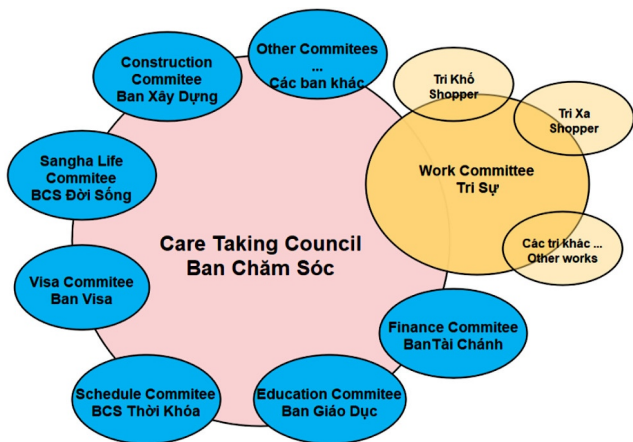 Other Commitees
...
Các ban khác
Construction
Commitee
Ban Xây Dựng
Tri Khố
Shopper
Tri Xa
Shopper
Sangha Life
Commitee
BCS Đời Sống
Work Committee
Tri Sự
Care Taking Council
Ban Chăm Sóc
Các tri khác ...
Other works
Visa Commitee
Ban Visa
Finance Commitee
BanTài Chánh
Schedule Commitee
BCS Thời Khóa
Education Commitee
Ban Giáo Dục